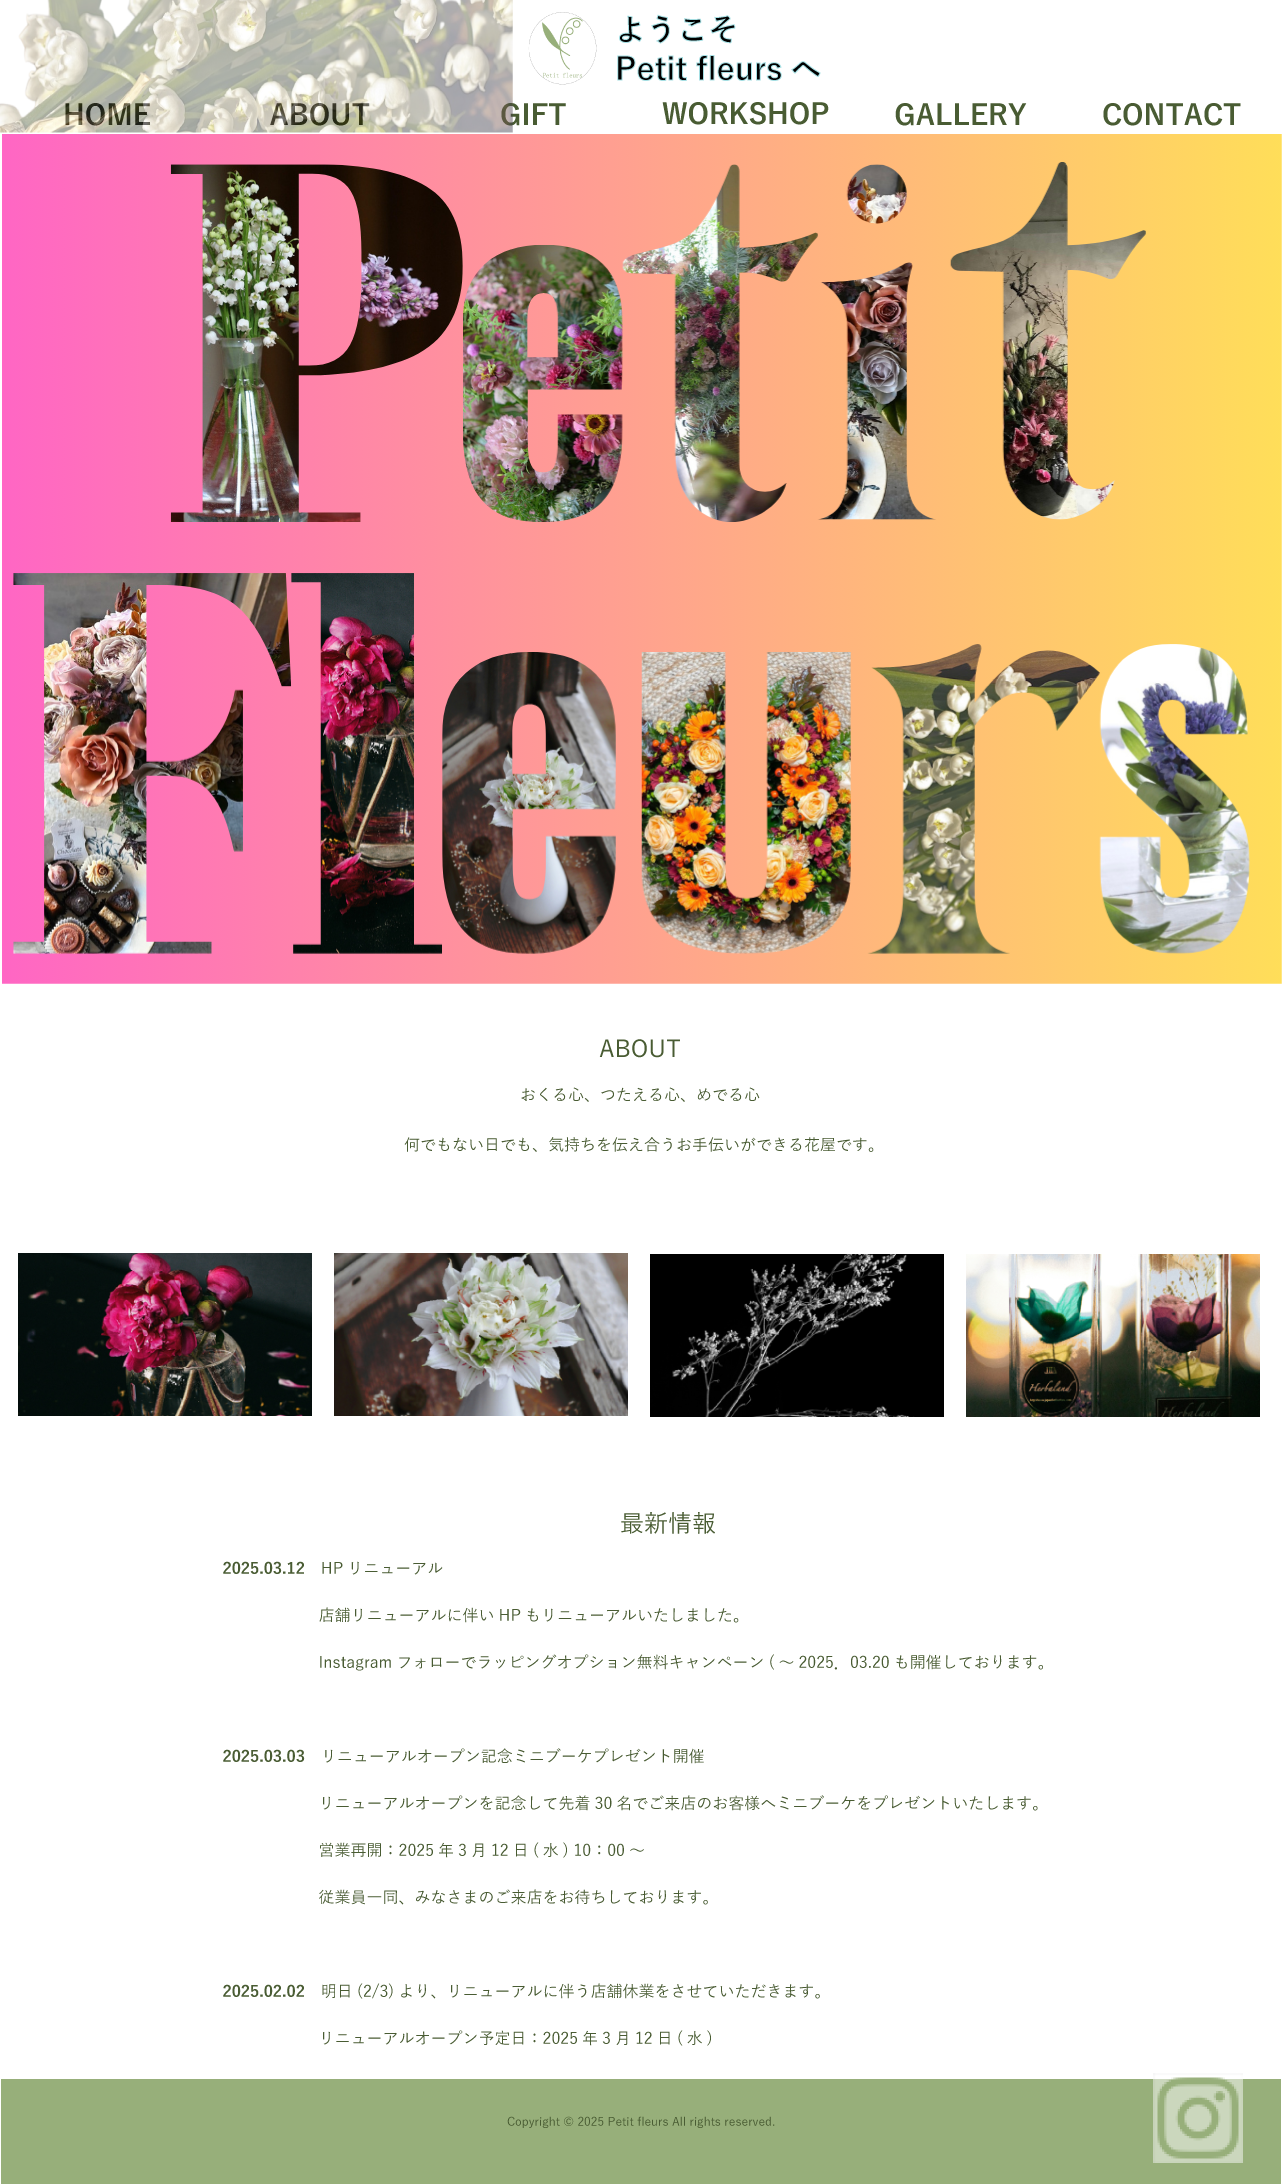 ようこそ
Petit fleurs へ
Petit fleurs
HOME ABOUT GIFT WORKSHOP GALLERY CONTACT
Petit
Fleurs
ABOUT
おくる心、つたえる心、めでる心
何でもない日でも、気持ちを伝え合うお手伝いができる花屋です。
Herbaland
Herbaland
最新情報
2025.03.12 HP リニューアル
店舗リニューアルに伴い HP もリニューアルいたしました。
Instagram フォローでラッピングオプション無料キャンペーン ( ～ 2025．03.20 も開催しております。
2025.03.03 リニューアルオープン記念ミニブーケプレゼント開催
リニューアルオープンを記念して先着 30 名でご来店のお客様へミニブーケをプレゼントいたします。
営業再開：2025 年 3 月 12 日 ( 水 ) 10：00 ～
従業員一同、みなさまのご来店をお待ちしております。
2025.02.02 明日 (2/3) より、リニューアルに伴う店舗休業をさせていただきます。
リニューアルオープン予定日：2025 年 3 月 12 日 ( 水 )
Copyright © 2025 Petit fleurs All rights reserved.